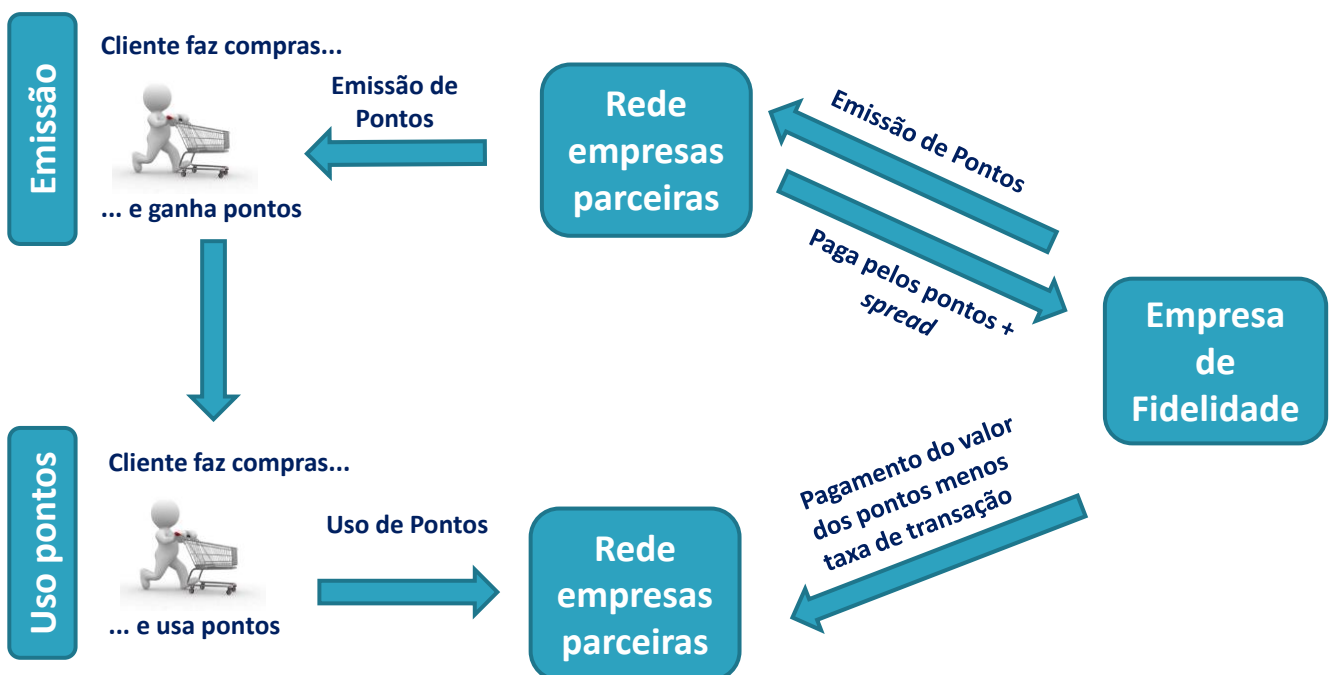 Emissão
Cliente faz compras...
... e ganha pontos
Emissão de
Pontos
Rede
empresas
parceiras
Emissão de Pontos
Paga pelos pontos +
spread
Empresa
de
Fidelidade
Uso pontos
Cliente faz compras...
... e usa pontos
Uso de Pontos
Rede
empresas
parceiras
Pagamento do valor
dos pontos menos
taxa de transação